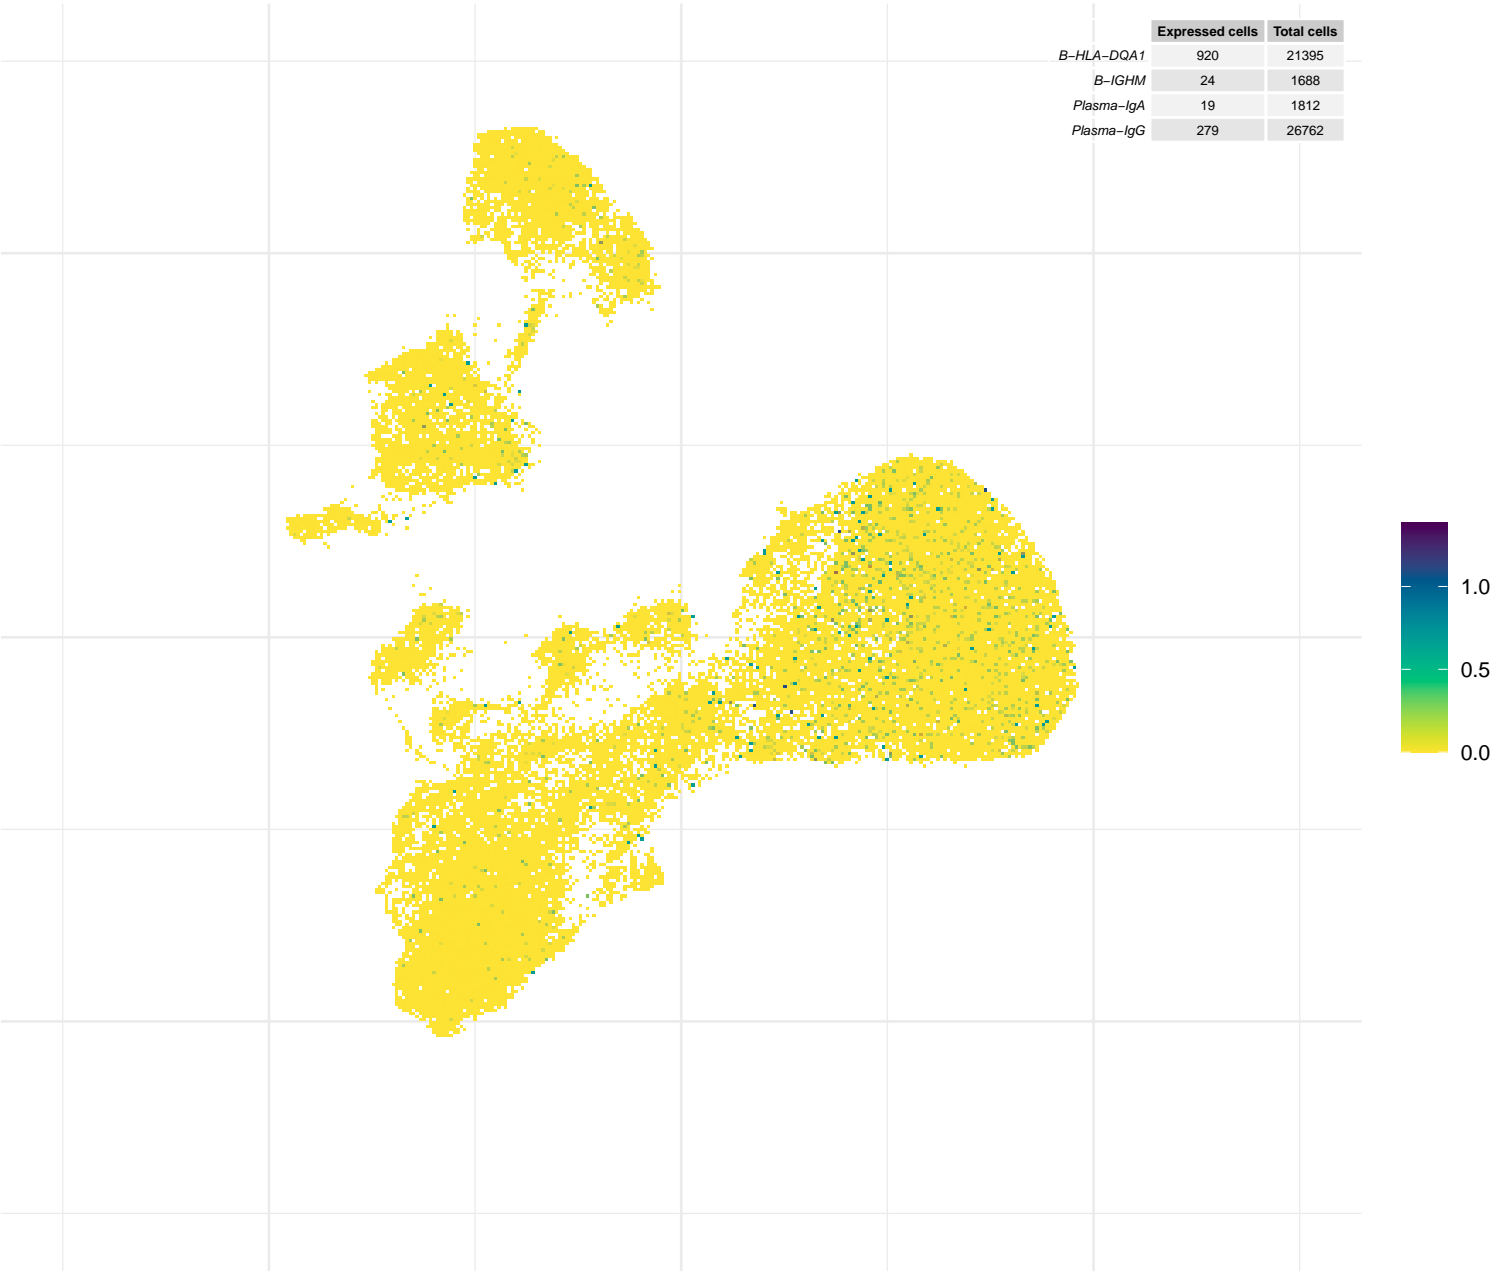 Expressed cells Total cells
B−HLA−DQA1 920 21395
B−IGHM 24 1688
Plasma−IgA 19 1812
Plasma−IgG 279 26762
1.0
0.5
0.0